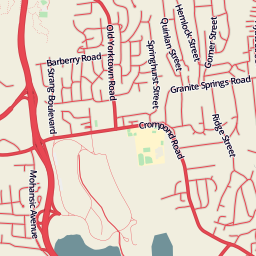 Hemlock Street
Gomer Street
Quinlan Street
Old Yorktown Road
Springhurst Street
Barberry Road
Strang Boulevard
Granite Springs Road
Crompond Road
Ridge Street
Mohansic Avenue